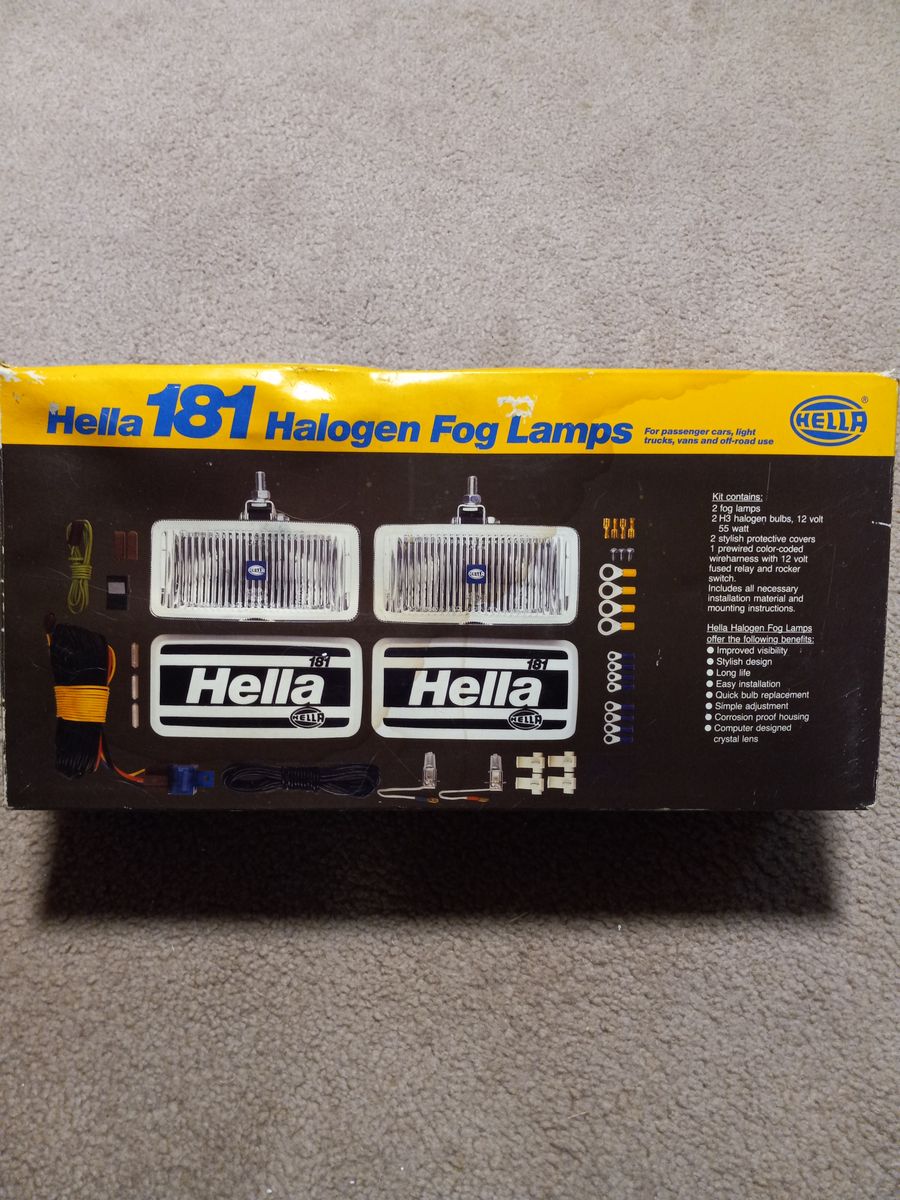 Hella 181 Halogen Fog Lamps
For passenger cars, light
trucks, vans and off-road use
HELLA®
Kit contains:
2 fog lamps
2 H3 halogen bulbs, 12 volt
55 watt
2 stylish protective covers
1 prewired color-coded
wireharness with 12 volt
fused relay and rocker
switch.
Includes all necessary
installation material and
mounting instructions.
Hella Halogen Fog Lamps
offer the following benefits:
● Improved visibility
● Stylish design
● Long life
● Easy installation
● Quick bulb replacement
● Simple adjustment
● Corrosion proof housing
● Computer designed
crystal lens
HELLA
HELLA
181
Hella
HELLA
181
Hella
HELLA